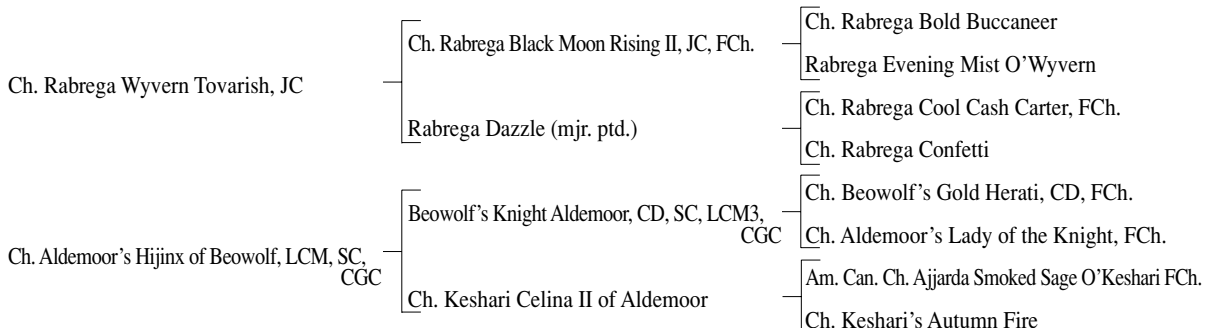 Ch. Rabrega Bold Buccaneer
Ch. Rabrega Black Moon Rising II, JC, FCh.
Rabrega Evening Mist O’Wyvern
Ch. Rabrega Wyvern Tovarish, JC
Ch. Rabrega Cool Cash Carter, FCh.
Rabrega Dazzle (mjr. ptd.)
Ch. Rabrega Confetti
Ch. Beowolf’s Gold Herati, CD, FCh.
Beowolf’s Knight Aldemoor, CD, SC, LCM3,
CGC
Ch. Aldemoor’s Lady of the Knight, FCh.
Ch. Aldemoor’s Hijinx of Beowolf, LCM, SC,
CGC
Am. Can. Ch. Ajjarda Smoked Sage O’Keshari FCh.
Ch. Keshari Celina II of Aldemoor
Ch. Keshari’s Autumn Fire